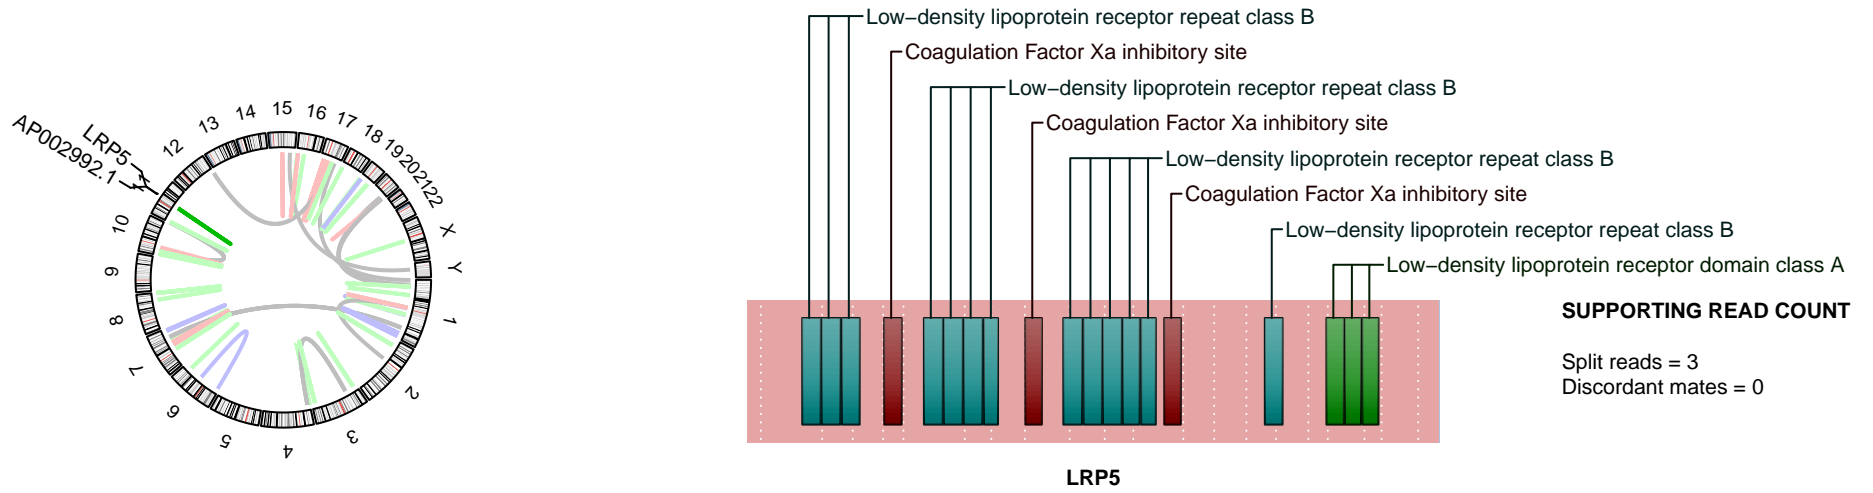 LRP5
AP002992.1
1
2
3
4
5
6
7
8
9
10
12
13
14
15
16
17
18
19
20
21
22
X
Y
Low−density lipoprotein receptor repeat class B
Coagulation Factor Xa inhibitory site
Low−density lipoprotein receptor repeat class B
Coagulation Factor Xa inhibitory site
Low−density lipoprotein receptor repeat class B
Coagulation Factor Xa inhibitory site
Low−density lipoprotein receptor repeat class B
Low−density lipoprotein receptor domain class A
LRP5
SUPPORTING READ COUNT
Split reads = 3
Discordant mates = 0